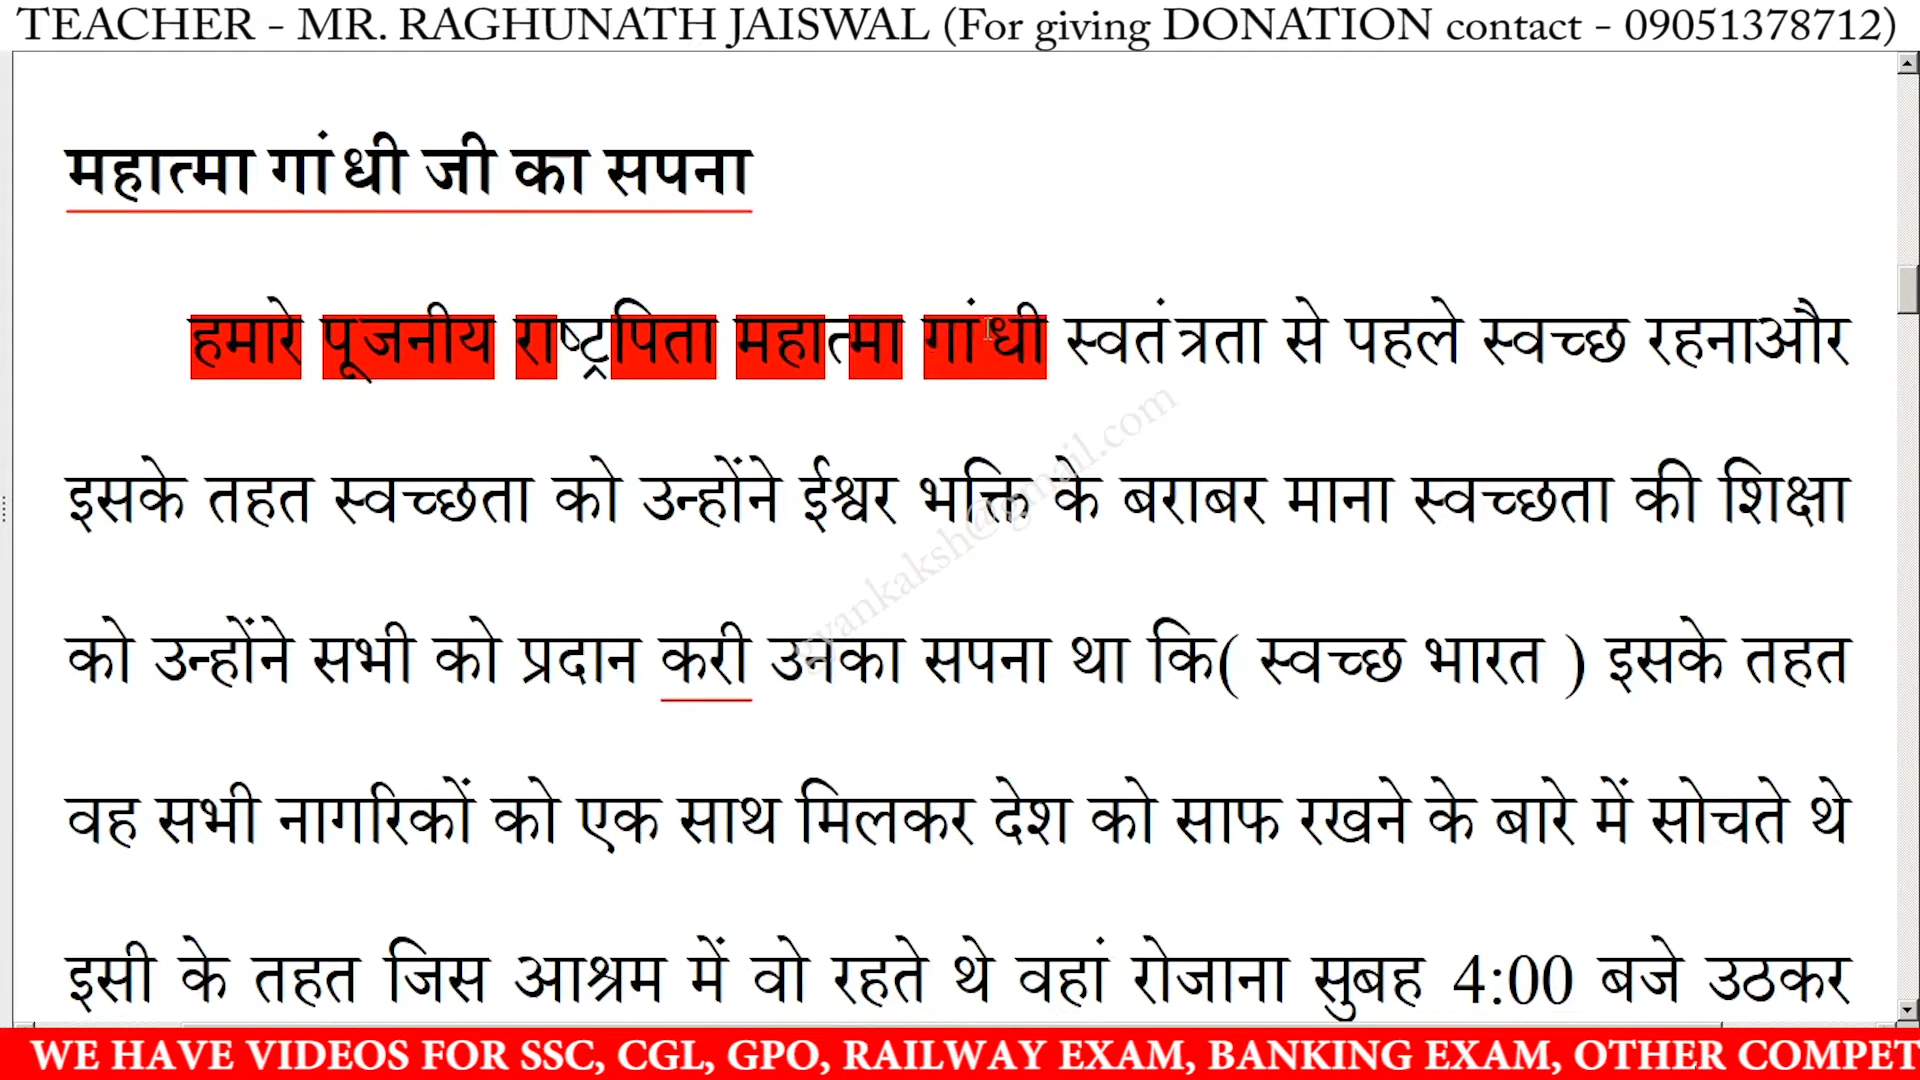 TEACHER - MR. RAGHUNATH JAISWAL (For giving DONATION contact - 09051378712)
महात्मा गांधी जी का सपना
हमारे पूजनीय राष्ट्रपिता महात्मा गांधी स्वतंत्रता से पहले स्वच्छ रहनाऔर
इसके तहत स्वच्छता को उन्होंने ईश्वर भक्ति के बराबर माना स्वच्छता की शिक्षा
को उन्होंने सभी को प्रदान करी उनका सपना था कि( स्वच्छ भारत ) इसके तहत
वह सभी नागरिकों को एक साथ मिलकर देश को साफ रखने के बारे में सोचते थे
इसी के तहत जिस आश्रम में वो रहते थे वहां रोजाना सुबह 4:00 बजे उठकर
gyankaksh@gmail.com
WE HAVE VIDEOS FOR SSC, CGL, GPO, RAILWAY EXAM, BANKING EXAM, OTHER COMPET